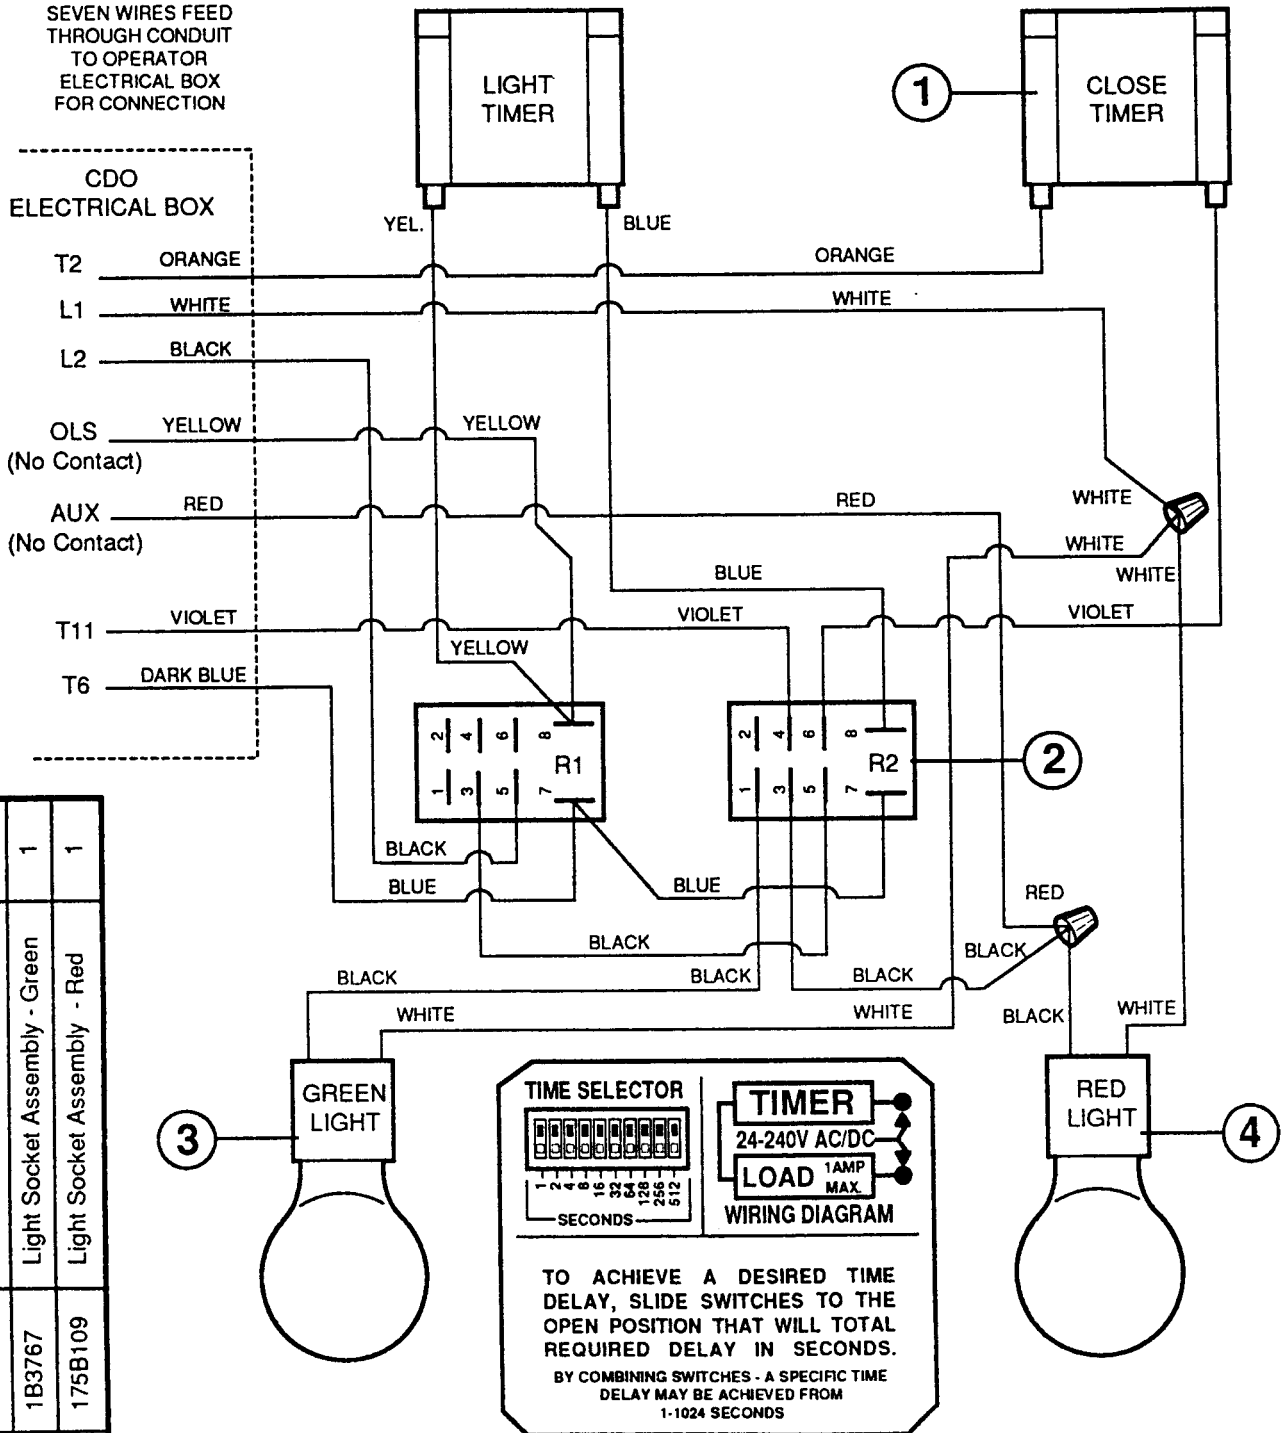 SEVEN WIRES FEED
THROUGH CONDUIT
TO OPERATOR
ELECTRICAL BOX
FOR CONNECTION
LIGHT
TIMER
1
CLOSE
TIMER
CDO
ELECTRICAL BOX
YEL.
BLUE
T2
ORANGE
ORANGE
L1
WHITE
WHITE
L2
BLACK
OLS
(No Contact)
YELLOW
YELLOW
AUX
(No Contact)
RED
RED
WHITE
WHITE
WHITE
BLUE
T11
VIOLET
VIOLET
VIOLET
YELLOW
T6
DARK BLUE
2 4 6 8
R1
1 3 5 7
2 4 6 8
R2
1 3 5 7
2
BLACK
BLUE
BLUE
RED
BLACK
BLACK
BLACK
BLACK
BLACK
WHITE
WHITE
BLACK
WHITE
GREEN
LIGHT
3
RED
LIGHT
4
1B3767 Light Socket Assembly - Green 1
175B109 Light Socket Assembly - Red 1
TIME SELECTOR
1 2 4 8 16 32 64 128 256 512
SECONDS
TIMER
24-240V AC/DC
LOAD 1AMP
MAX.
WIRING DIAGRAM
TO ACHIEVE A DESIRED TIME
DELAY, SLIDE SWITCHES TO THE
OPEN POSITION THAT WILL TOTAL
REQUIRED DELAY IN SECONDS.
BY COMBINING SWITCHES - A SPECIFIC TIME
DELAY MAY BE ACHIEVED FROM
1-1024 SECONDS